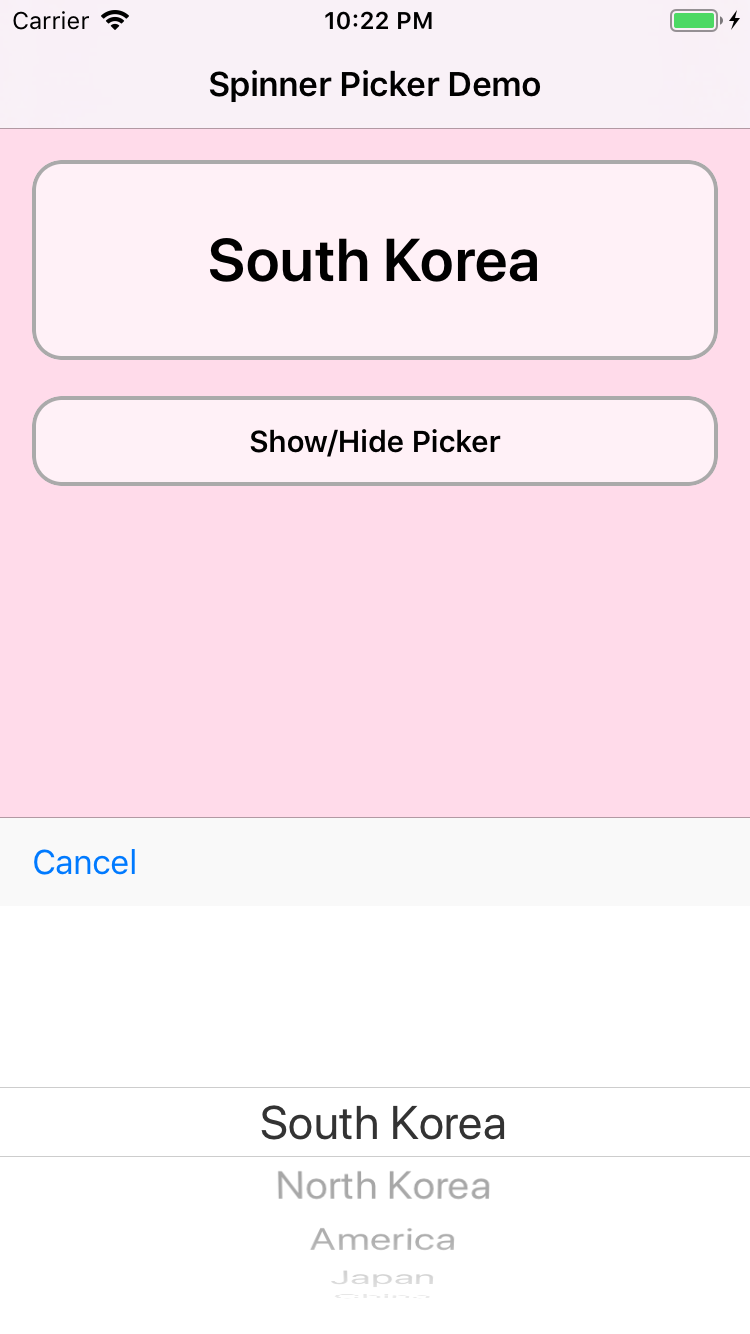 Carrier 10:22 PM
Spinner Picker Demo
South Korea
Show/Hide Picker
Cancel
South Korea
North Korea
America
Japan
China